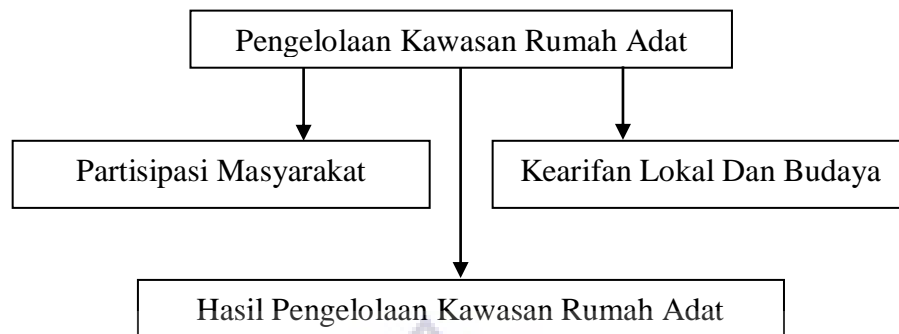 Pengelolaan Kawasan Rumah Adat
Partisipasi Masyarakat
Kearifan Lokal Dan Budaya
Hasil Pengelolaan Kawasan Rumah Adat